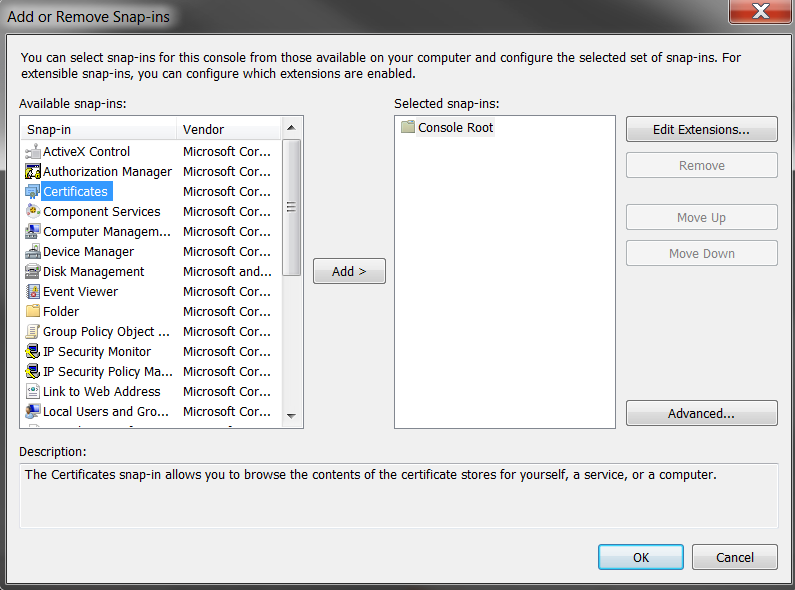 Add or Remove Snap-ins
You can select snap-ins for this console from those available on your computer and configure the selected set of snap-ins. For
extensible snap-ins, you can configure which extensions are enabled.
Available snap-ins:
Snap-in Vendor
ActiveX Control Microsoft Cor...
Authorization Manager Microsoft Cor...
Certificates Microsoft Cor...
Component Services Microsoft Cor...
Computer Managem... Microsoft Cor...
Device Manager Microsoft Cor...
Disk Management Microsoft and...
Event Viewer Microsoft Cor...
Folder Microsoft Cor...
Group Policy Object ... Microsoft Cor...
IP Security Monitor Microsoft Cor...
IP Security Policy Ma... Microsoft Cor...
Link to Web Address Microsoft Cor...
Local Users and Gro... Microsoft Cor...
Add >
Selected snap-ins:
Console Root
Edit Extensions...
Remove
Move Up
Move Down
Advanced...
Description:
The Certificates snap-in allows you to browse the contents of the certificate stores for yourself, a service, or a computer.
OK
Cancel